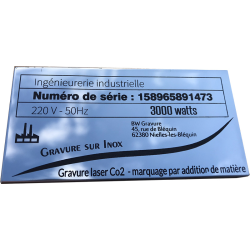 Ingénieurerie industrielle
Numéro de série : 158965891473
220 V - 50Hz 3000 watts
BW Gravure
45, rue de Bléquin
62380 Nielles-les-Bléquin
GRAVURE SUR INOX
Gravure laser Co2 - marquage par addition de matière